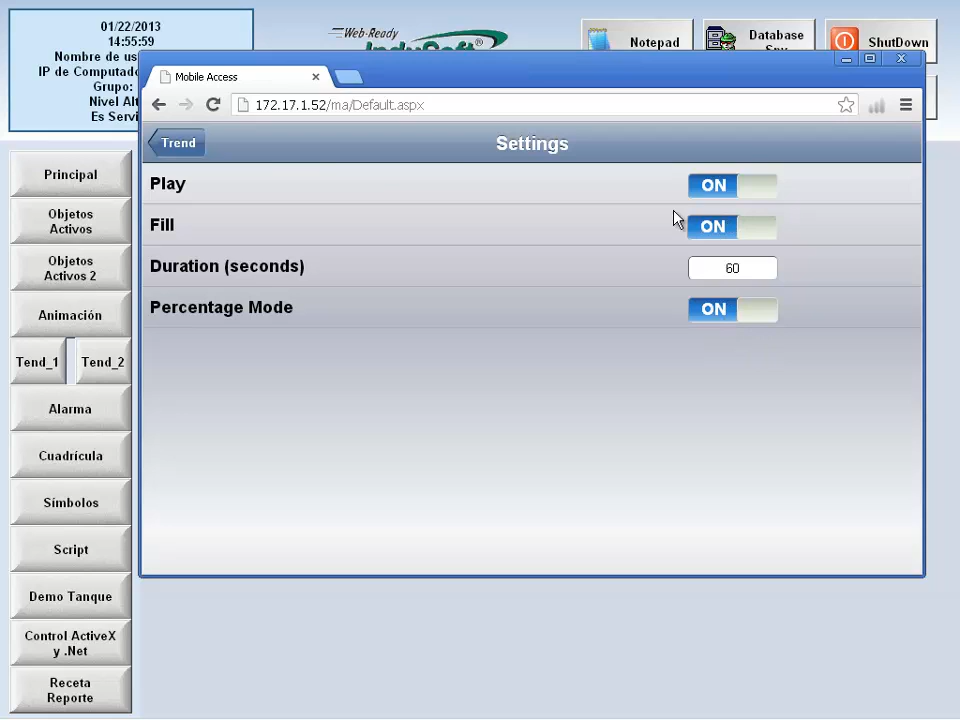 01/22/2013
14:55:59
Nombre de us
IP de Computado
Grupo:
Nivel Alt
Es Servi
Web-Ready
InduSoft®
Notepad
Database
ShutDown
Mobile Access
172.17.1.52/ma/Default.aspx
Trend
Settings
Play
ON
Fill
ON
Duration (seconds)
60
Percentage Mode
ON
Principal
Objetos
Activos
Objetos
Activos 2
Animación
Tend_1
Tend_2
Alarma
Cuadrícula
Símbolos
Script
Demo Tanque
Control ActiveX
y .Net
Receta
Reporte